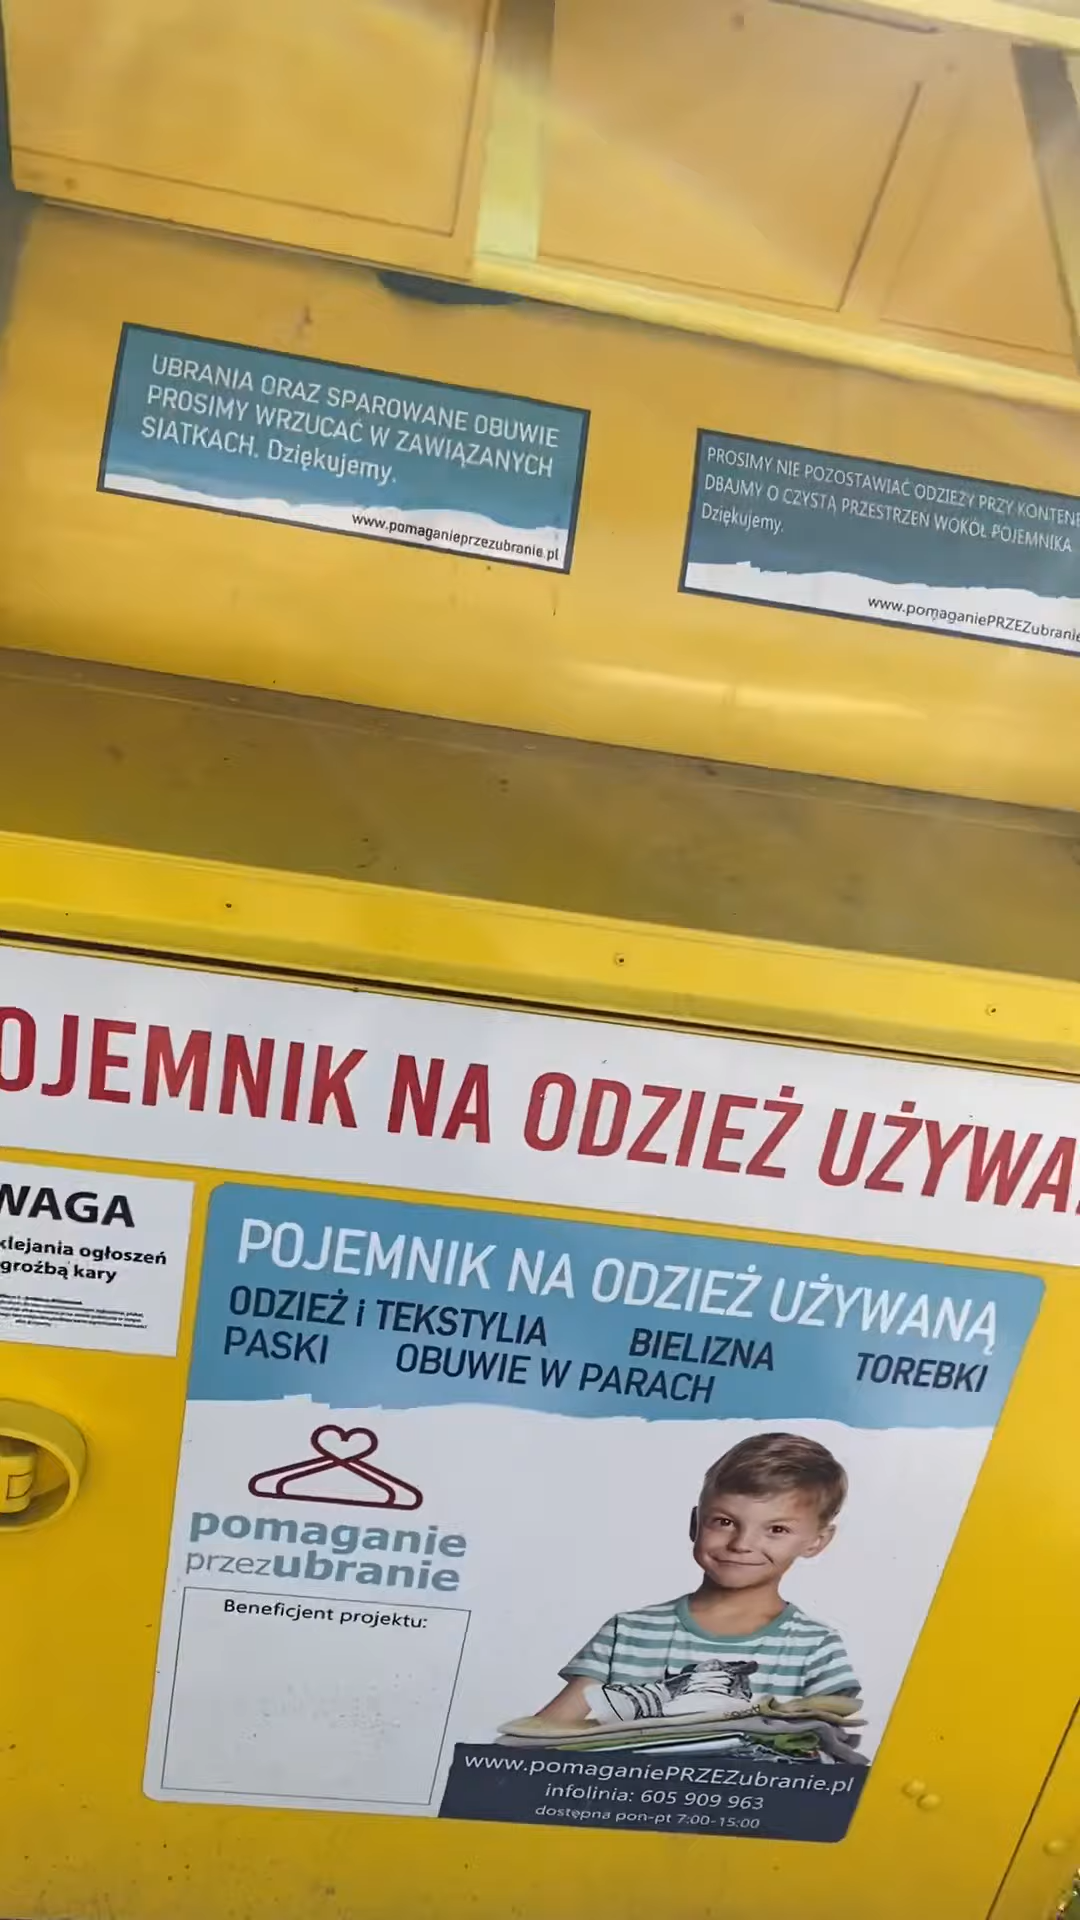 UBRANIA ORAZ SPAROWANE OBUWIE
PROSIMY WRZUCAĆ W ZAWIĄZANYCH
SIATKACH. Dziękujemy.
www.pomaganieprzezubranie.pl
PROSIMY NIE POZOSTAWIAĆ ODZIEŻY PRZY KONTENE
DBAJMY O CZYSTĄ PRZESTRZEŃ WOKÓŁ POJEMNIKA
Dziękujemy.
www.pomaganiePRZEZubranie
OJEMNIK NA ODZIEŻ UŻYWA
WAGA
klejania ogłoszeń
groźbą kary
POJEMNIK NA ODZIEŻ UŻYWANĄ
ODZIEŻ i TEKSTYLIA BIELIZNA TOREBKI
PASKI OBUWIE W PARACH
pomaganie
przezubranie
Beneficjent projektu:
www.pomaganiePRZEZubranie.pl
infolinia: 605 909 963
dostępna pon-pt 7:00-15:00